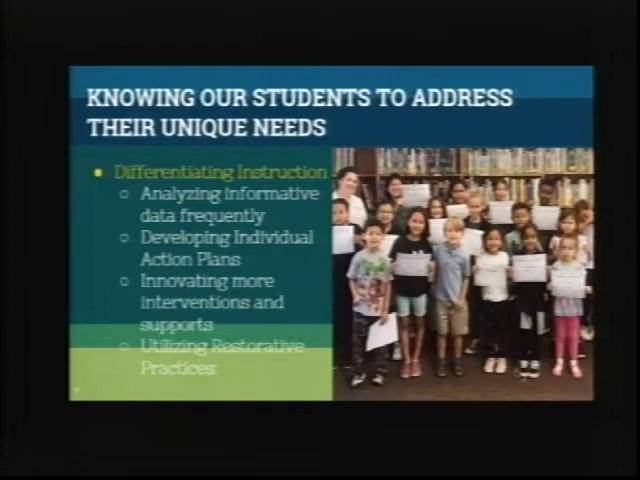 KNOWING OUR STUDENTS TO ADDRESS
THEIR UNIQUE NEEDS
Differentiating Instruction
Analyzing informative
data frequently
Developing Individual
Action Plans
Innovating more
interventions and
supports
Utilizing Restorative
Practices